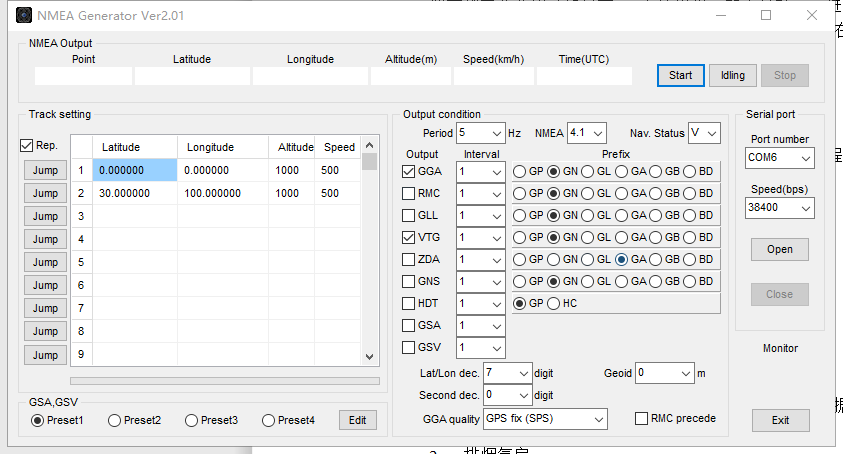 NMEA Generator Ver2.01
NMEA Output
Point Latitude Longitude Altitude(m) Speed(km/h) Time(UTC)
Start Idling Stop
Track setting
Rep.
Latitude Longitude Altitude Speed
Jump 1 0.000000 0.000000 1000 500
Jump 2 30.000000 100.000000 1000 500
Jump 3
Jump 4
Jump 5
Jump 6
Jump 7
Jump 8
Jump 9
GSA,GSV
Preset1 Preset2 Preset3 Preset4 Edit
Output condition
Period 5 Hz NMEA 4.1 Nav. Status V
Output Interval Prefix
GGA 1 GP GN GL GA GB BD
RMC 1 GP GN GL GA GB BD
GLL 1 GP GN GL GA GB BD
VTG 1 GP GN GL GA GB BD
ZDA 1 GP GN GL GA GB BD
GNS 1 GP GN GL GA GB BD
HDT 1 GP HC
GSA 1
GSV 1
Lat/Lon dec. 7 digit Geoid 0 m
Second dec. 0 digit
GGA quality GPS fix (SPS) RMC precede
Serial port
Port number
COM6
Speed(bps)
38400
Open
Close
Monitor
Exit